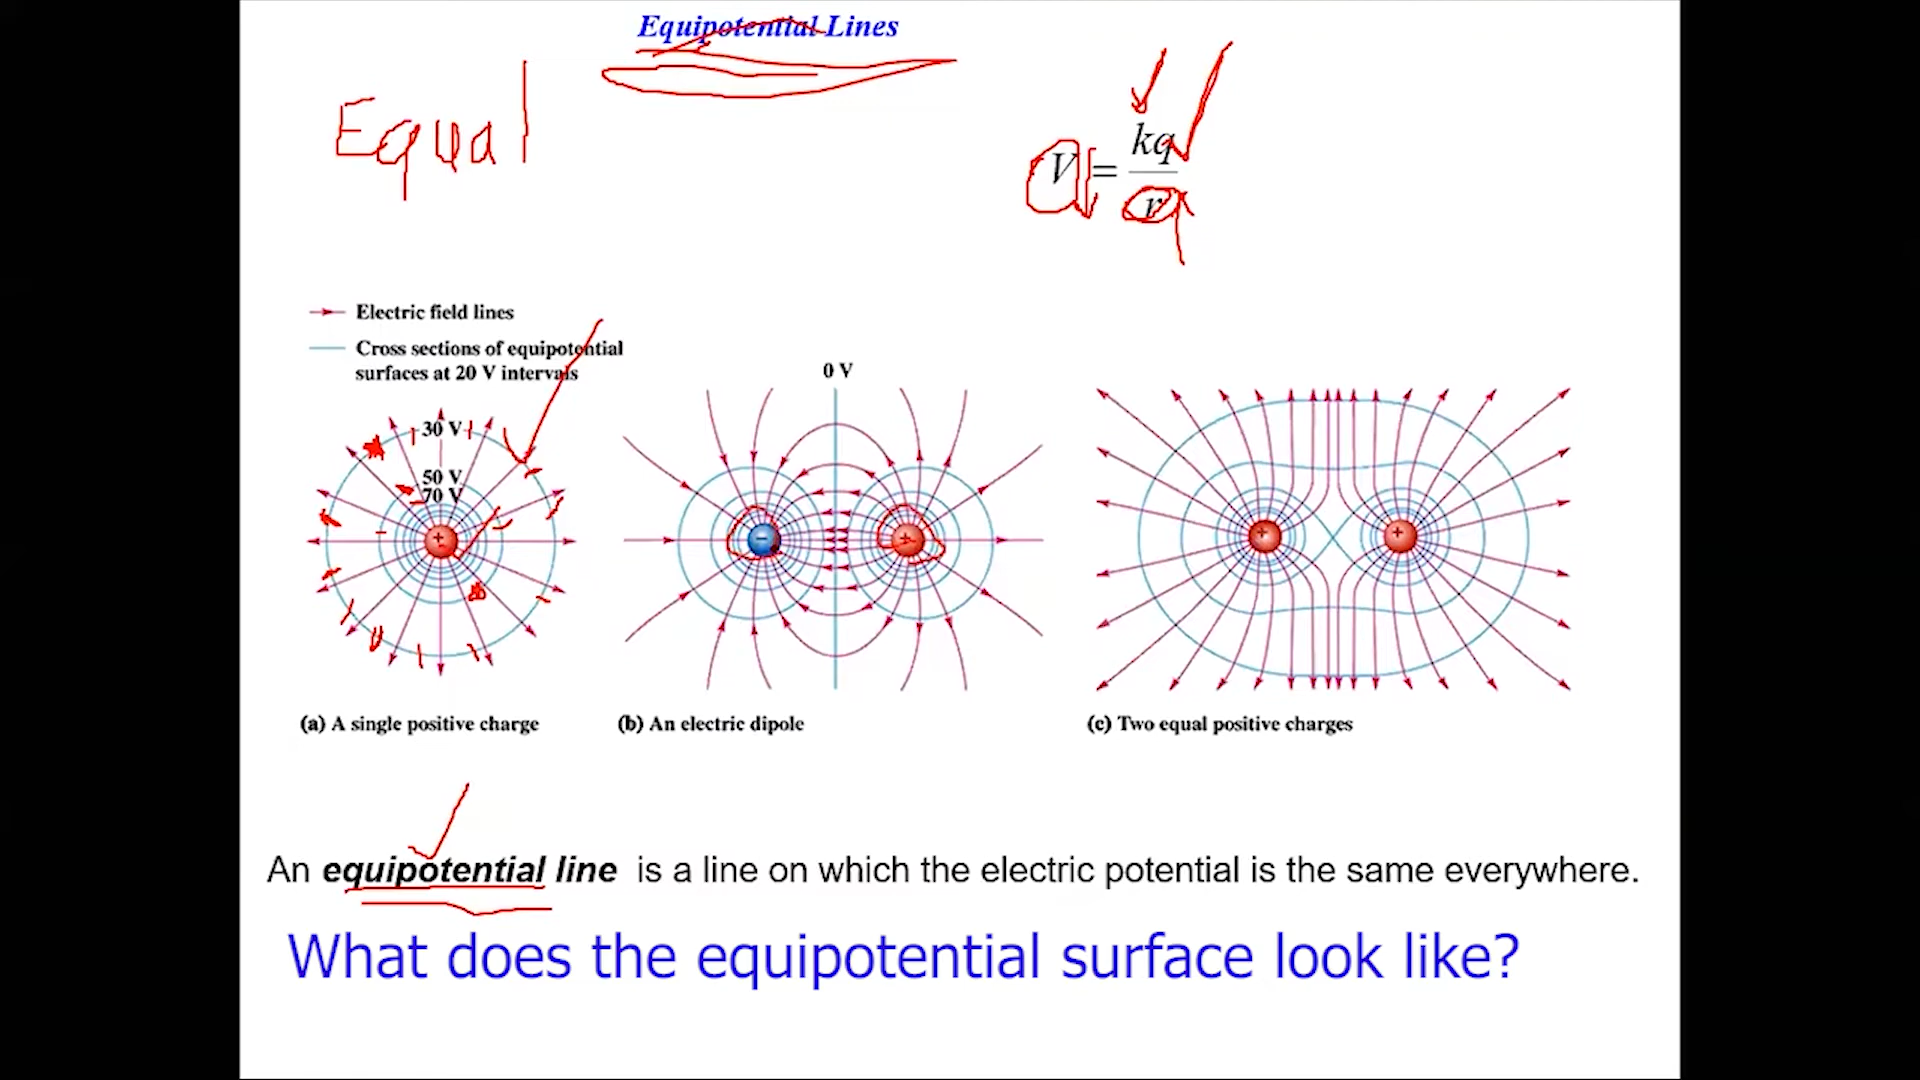 Equipotential Lines
Equal
V = kq
r
Electric field lines
Cross sections of equipotential
surfaces at 20 V intervals
30 V
50 V
70 V
+
0 V
−
+
+
+
(a) A single positive charge
(b) An electric dipole
(c) Two equal positive charges
An equipotential line is a line on which the electric potential is the same everywhere.
What does the equipotential surface look like?